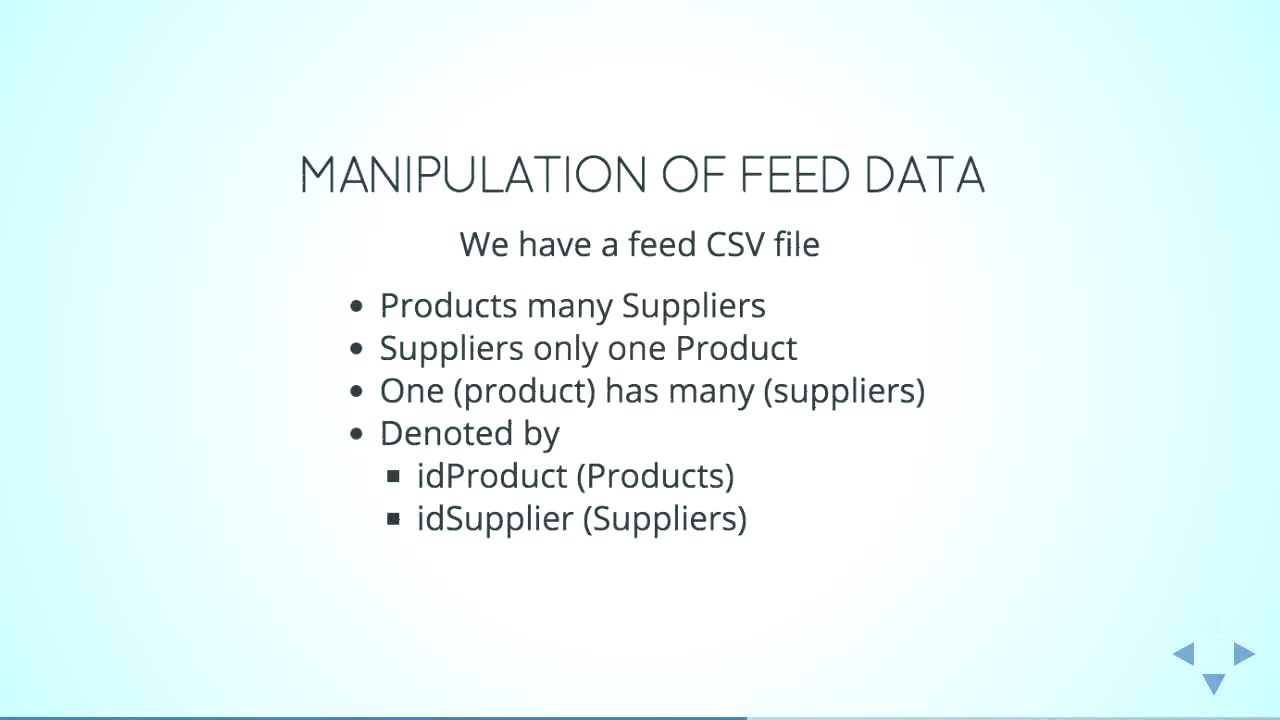 MANIPULATION OF FEED DATA
We have a feed CSV file
Products many Suppliers
Suppliers only one Product
One (product) has many (suppliers)
Denoted by
idProduct (Products)
idSupplier (Suppliers)